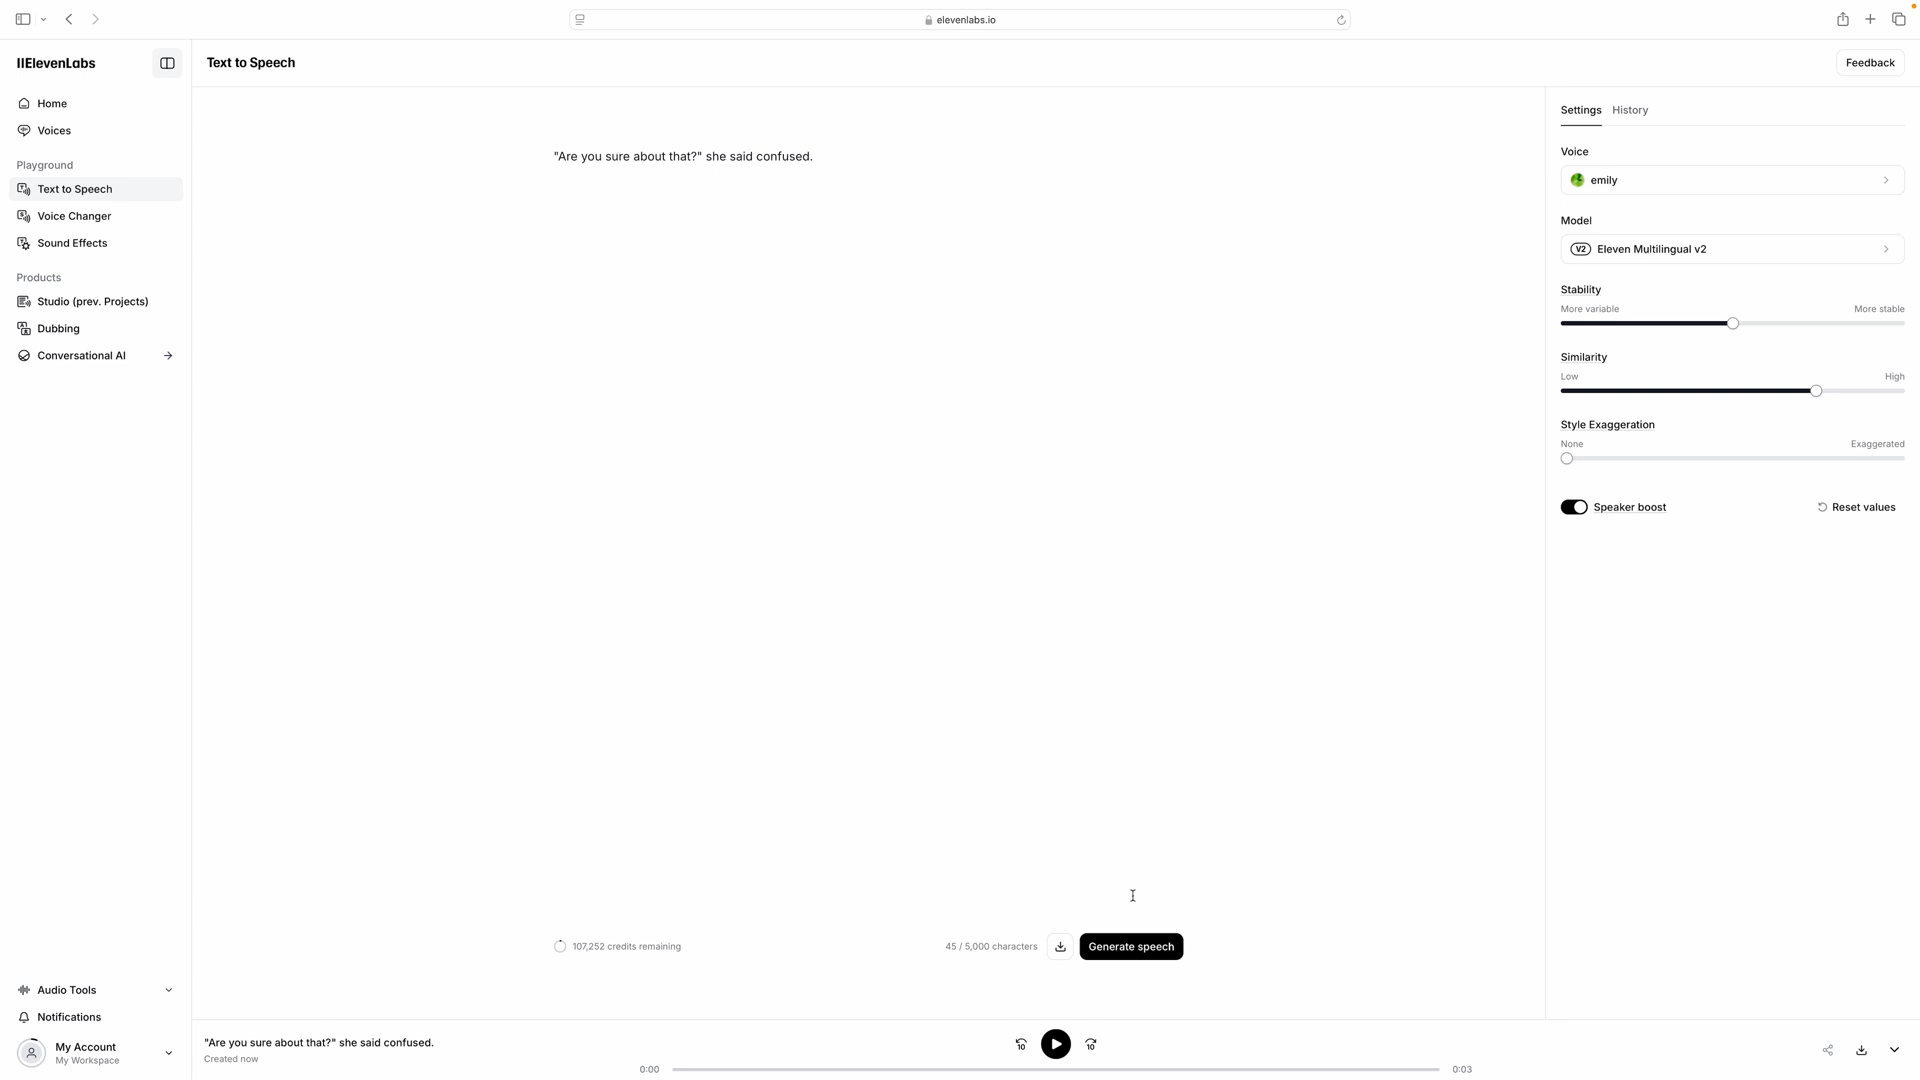 elevenlabs.io
IIElevenLabs
Home
Voices
Playground
Text to Speech
Voice Changer
Sound Effects
Products
Studio (prev. Projects)
Dubbing
Conversational AI
Audio Tools
Notifications
My Account
My Workspace
Text to Speech
Feedback
"Are you sure about that?" she said confused.
107,252 credits remaining
45 / 5,000 characters
Generate speech
Settings
History
Voice
emily
Model
V2
Eleven Multilingual v2
Stability
More variable
More stable
Similarity
Low
High
Style Exaggeration
None
Exaggerated
Speaker boost
Reset values
"Are you sure about that?" she said confused.
Created now
10
10
0:00
0:03